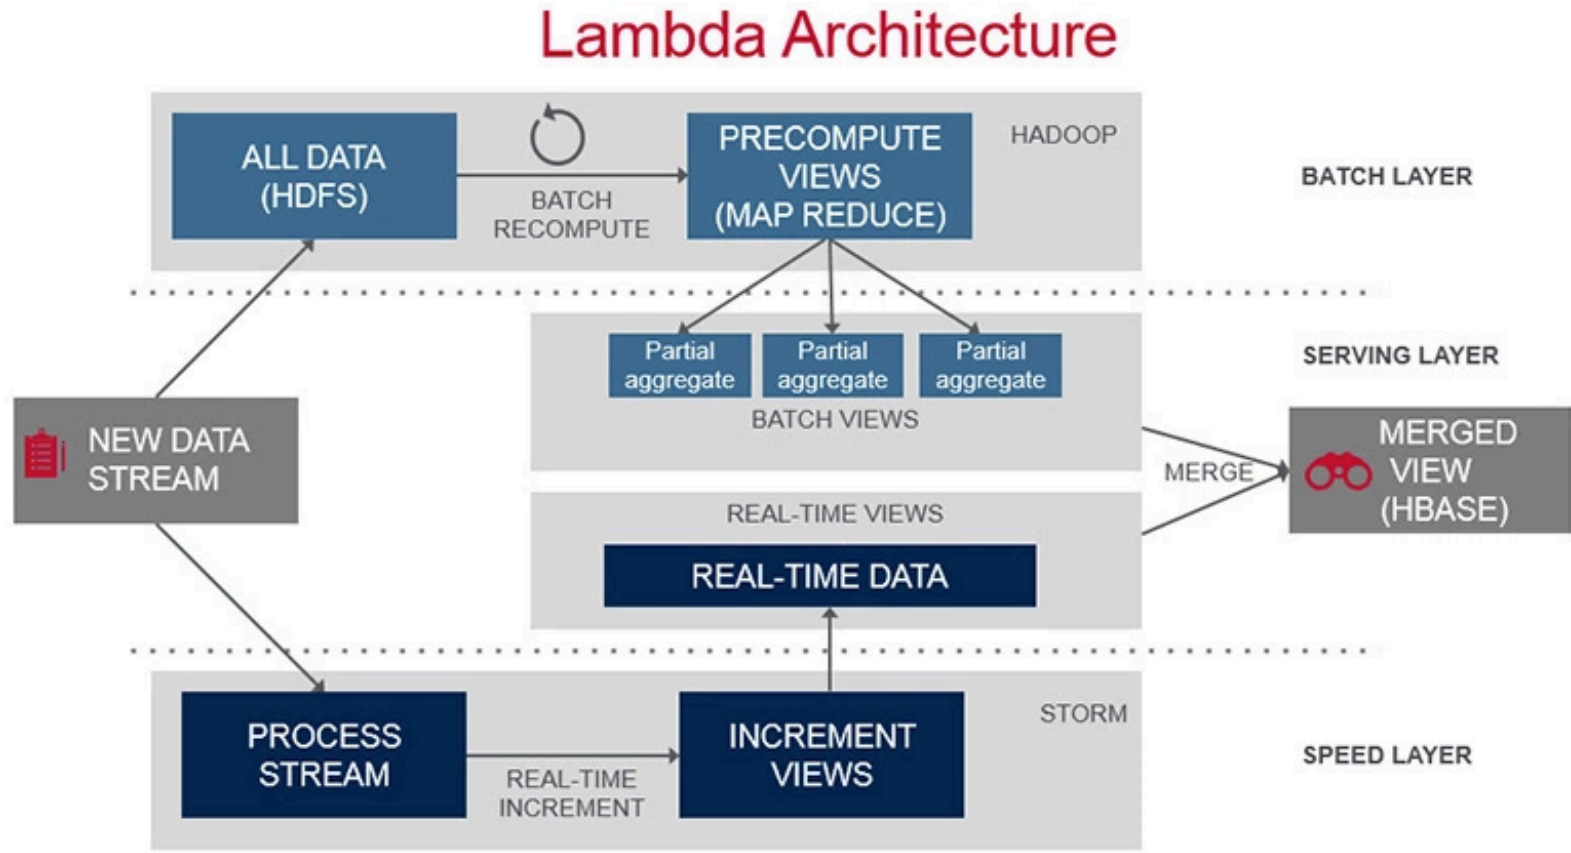 Lambda Architecture
ALL DATA
(HDFS)
BATCH
RECOMPUTE
PRECOMPUTE
VIEWS
(MAP REDUCE)
HADOOP
BATCH LAYER
Partial
aggregate
Partial
aggregate
Partial
aggregate
BATCH VIEWS
SERVING LAYER
NEW DATA
STREAM
MERGE
MERGED
VIEW
(HBASE)
REAL-TIME VIEWS
REAL-TIME DATA
PROCESS
STREAM
REAL-TIME
INCREMENT
INCREMENT
VIEWS
STORM
SPEED LAYER